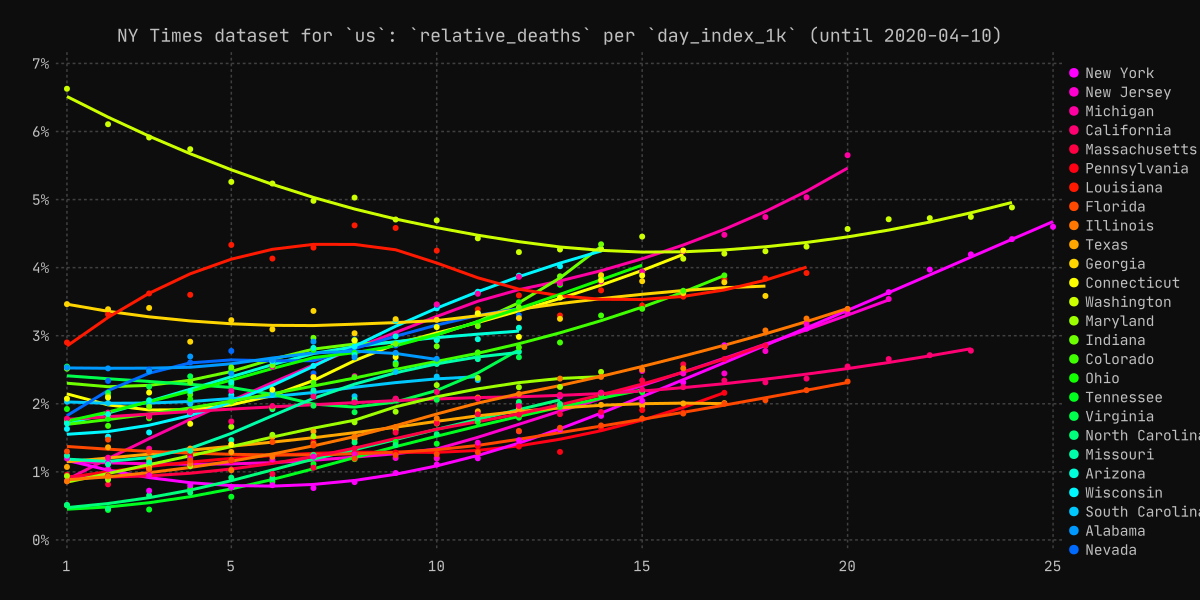 NY Times dataset for `us`: `relative_deaths` per `day_index_1k` (until 2020-04-10)
7%
6%
5%
4%
3%
2%
1%
0%
1 5 10 15 20 25
New York
New Jersey
Michigan
California
Massachusetts
Pennsylvania
Louisiana
Florida
Illinois
Texas
Georgia
Connecticut
Washington
Maryland
Indiana
Colorado
Ohio
Tennessee
Virginia
North Carolina
Missouri
Arizona
Wisconsin
South Carolina
Alabama
Nevada